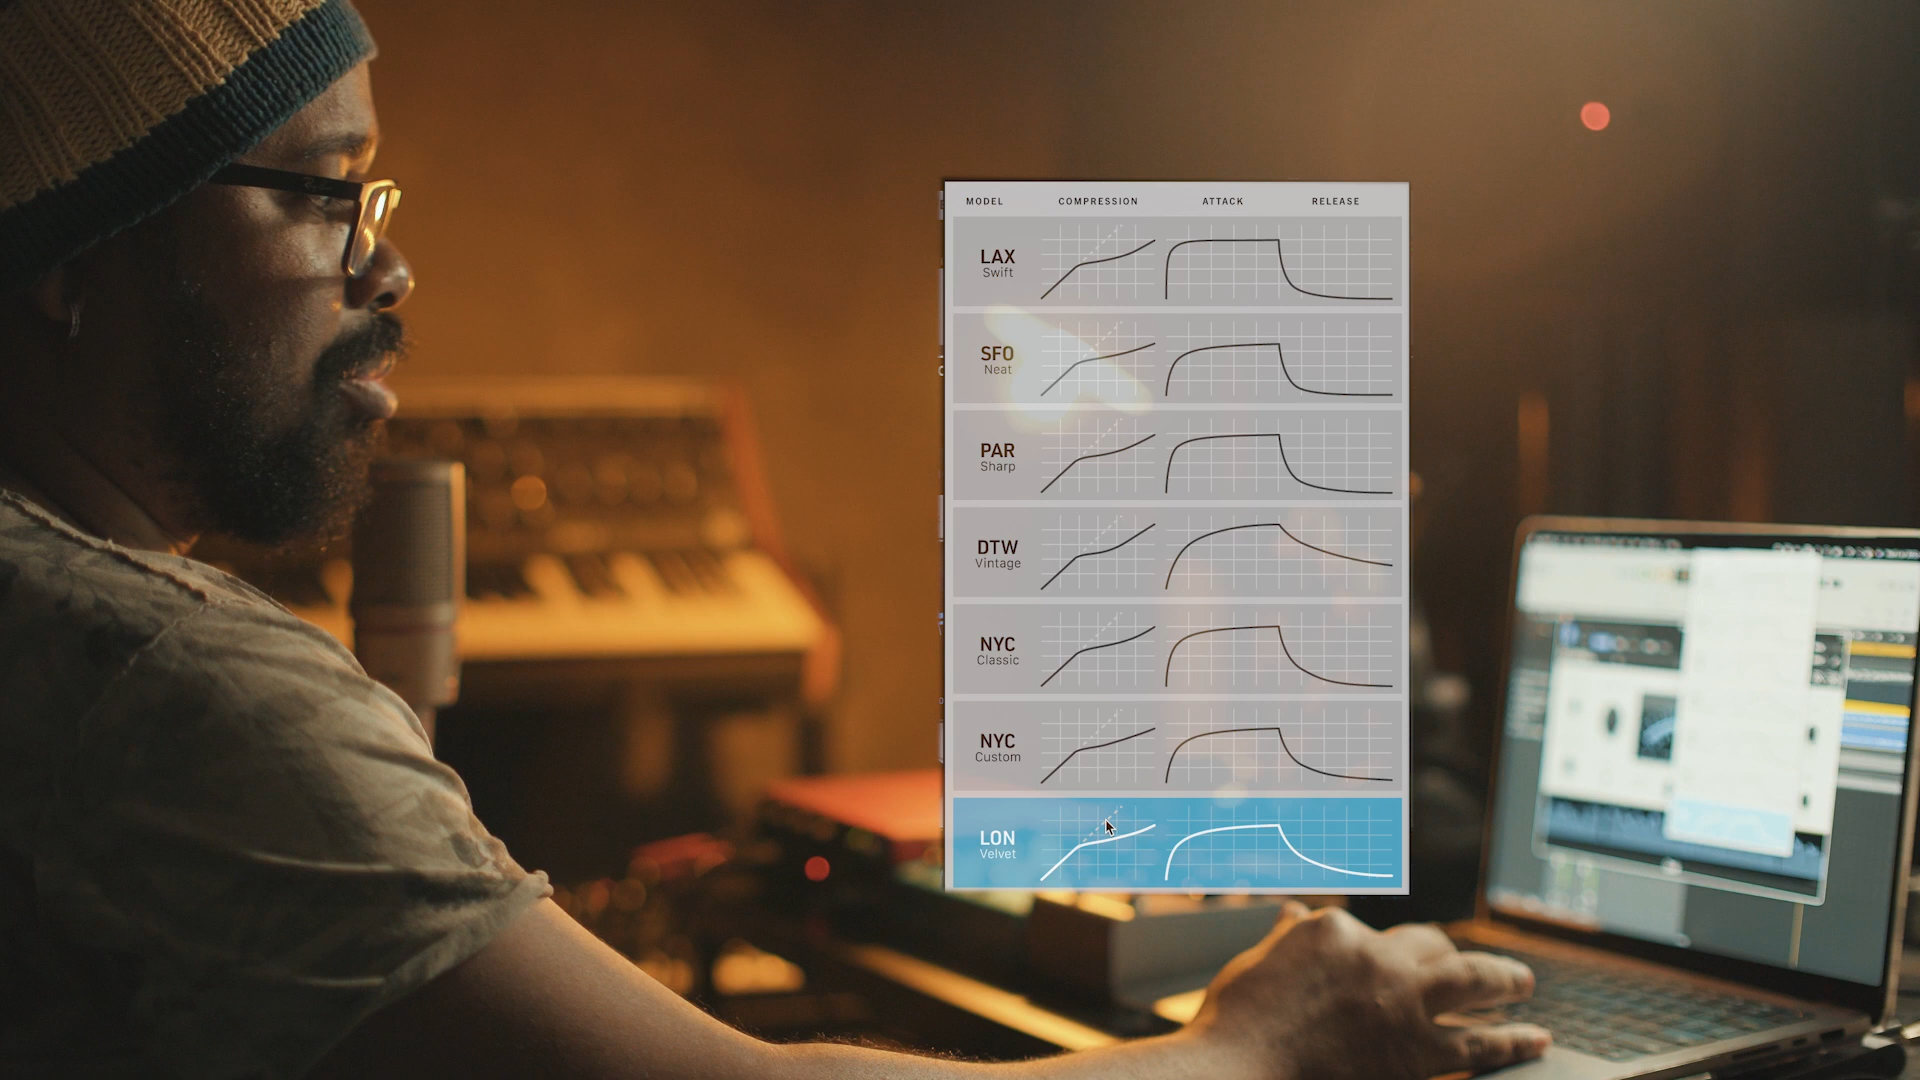 MODEL COMPRESSION ATTACK RELEASE
LAX
Swift
SFO
Neat
PAR
Sharp
DTW
Vintage
NYC
Classic
NYC
Custom
LON
Velvet